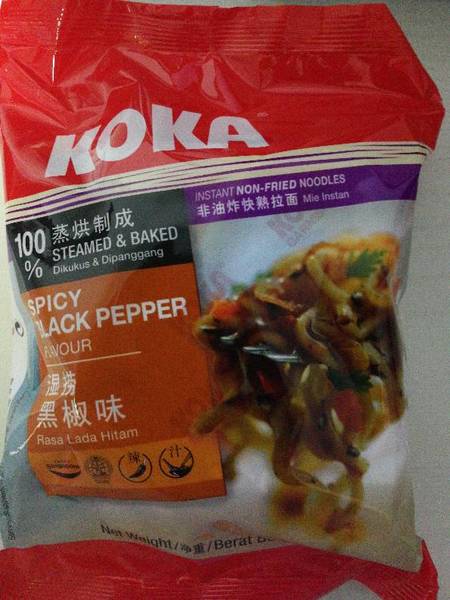 KOKA
INSTANT NON-FRIED NOODLES
非油炸快熟拉面 Mie Instan
100%
蒸烘制成
STEAMED & BAKED
Dikukus & Dipanggang
SPICY
BLACK PEPPER
FLAVOUR
湿捞
黑椒味
Rasa Lada Hitam
辣
汁
Net Weight/净重/Berat